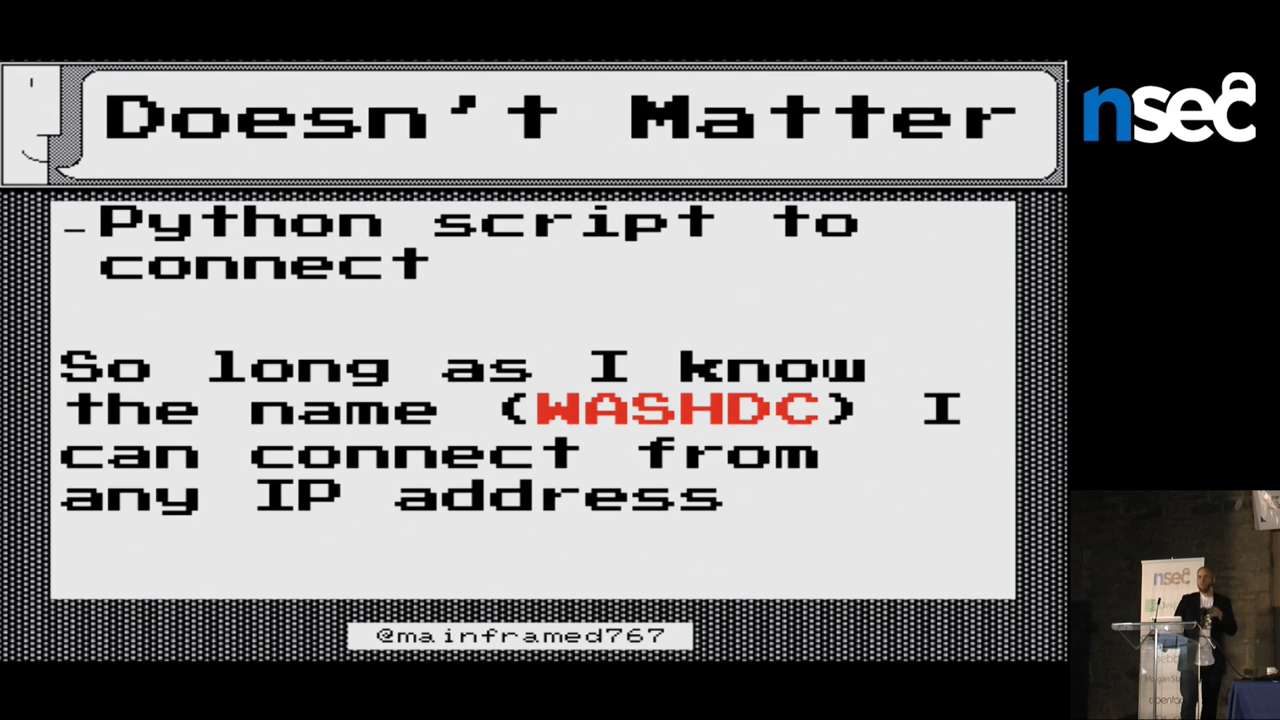 Doesn't Matter
nsec
-Python script to
connect
So long as I know
the name (WASHDC) I
can connect from
any IP address
@mainframed767
nsec